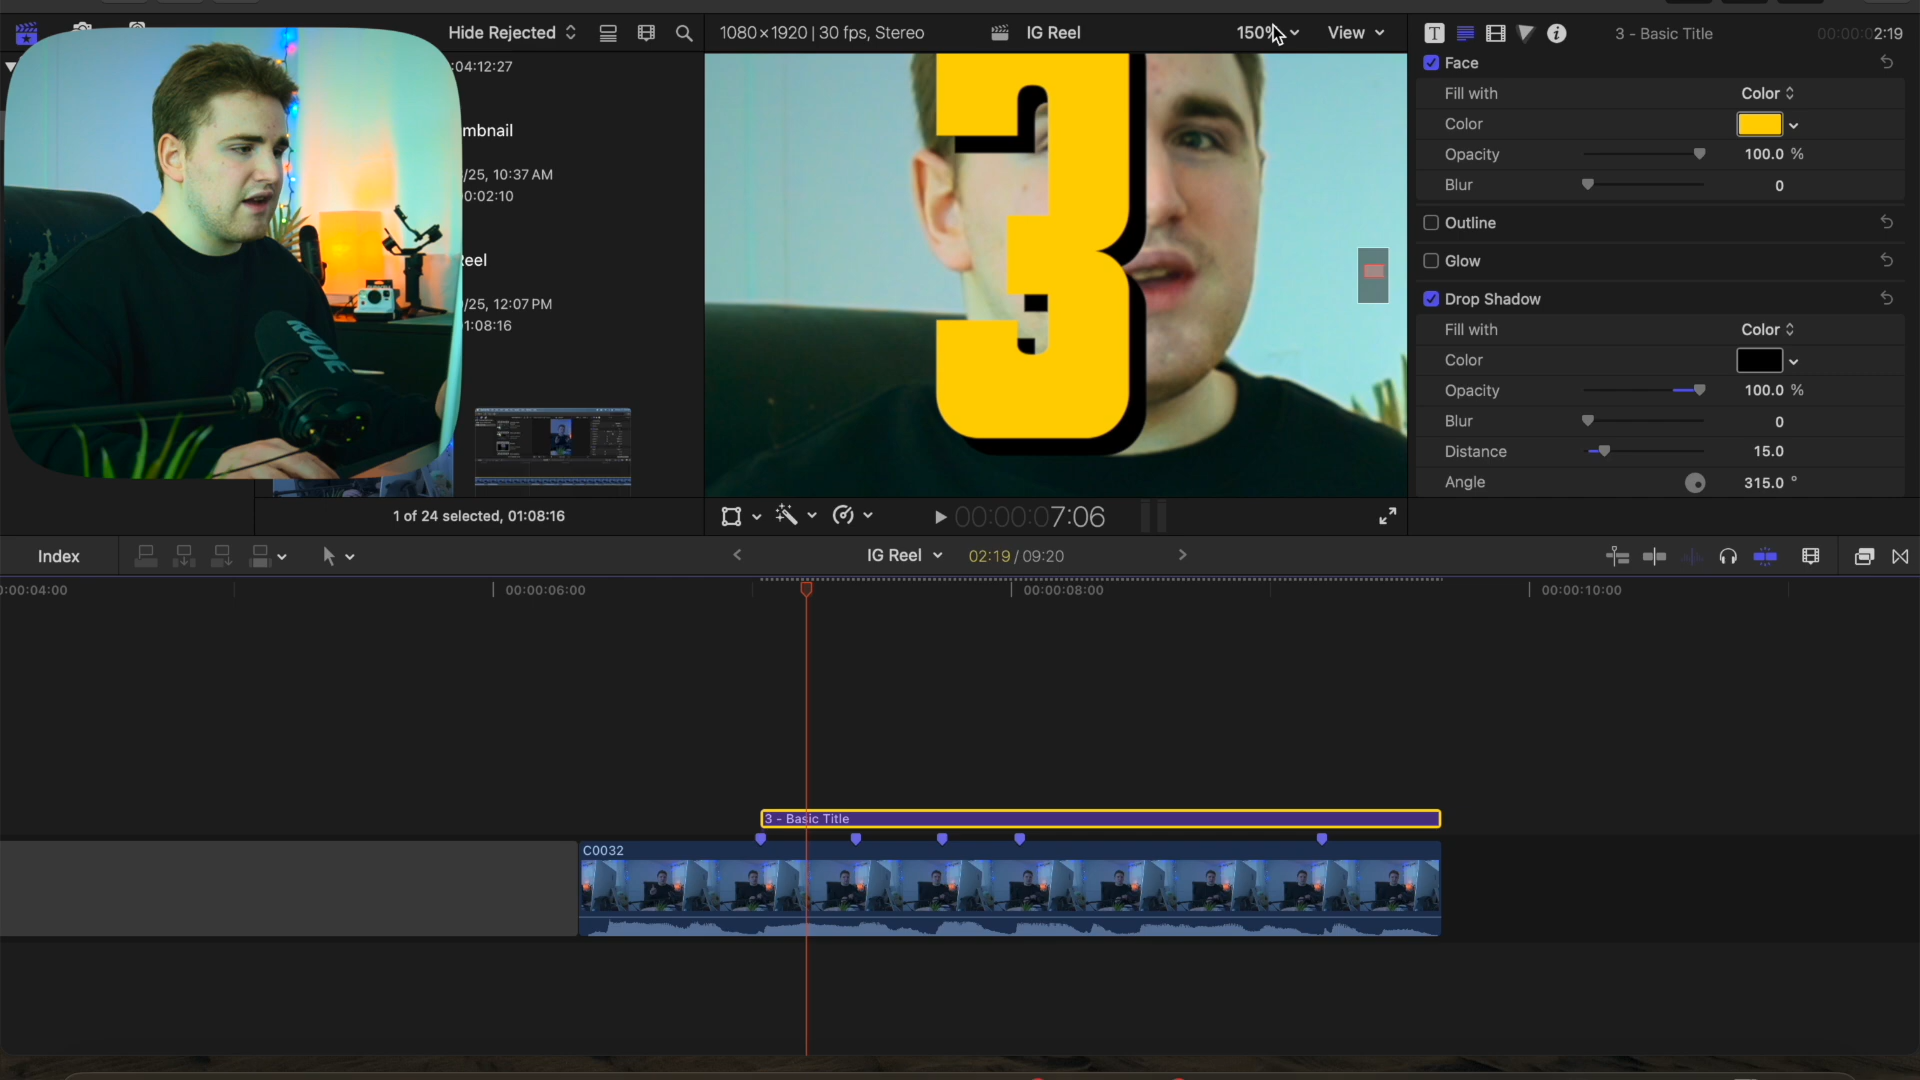 Hide Rejected
1080×1920 | 30 fps, Stereo
IG Reel
150%
View
3 - Basic Title
00:00:02:19
:04:12:27
mbnail
/25, 10:37 AM
0:02:10
Reel
/25, 12:07 PM
1:08:16
RØDE
3
Face
Fill with
Color
Color
Opacity
100.0 %
Blur
0
Outline
Glow
Drop Shadow
Fill with
Color
Color
Opacity
100.0 %
Blur
0
Distance
15.0
Angle
315.0 °
1 of 24 selected, 01:08:16
00:00:07:06
Index
IG Reel
02:19 / 09:20
0:00:04:00
00:00:06:00
00:00:08:00
00:00:10:00
3 - Basic Title
C0032